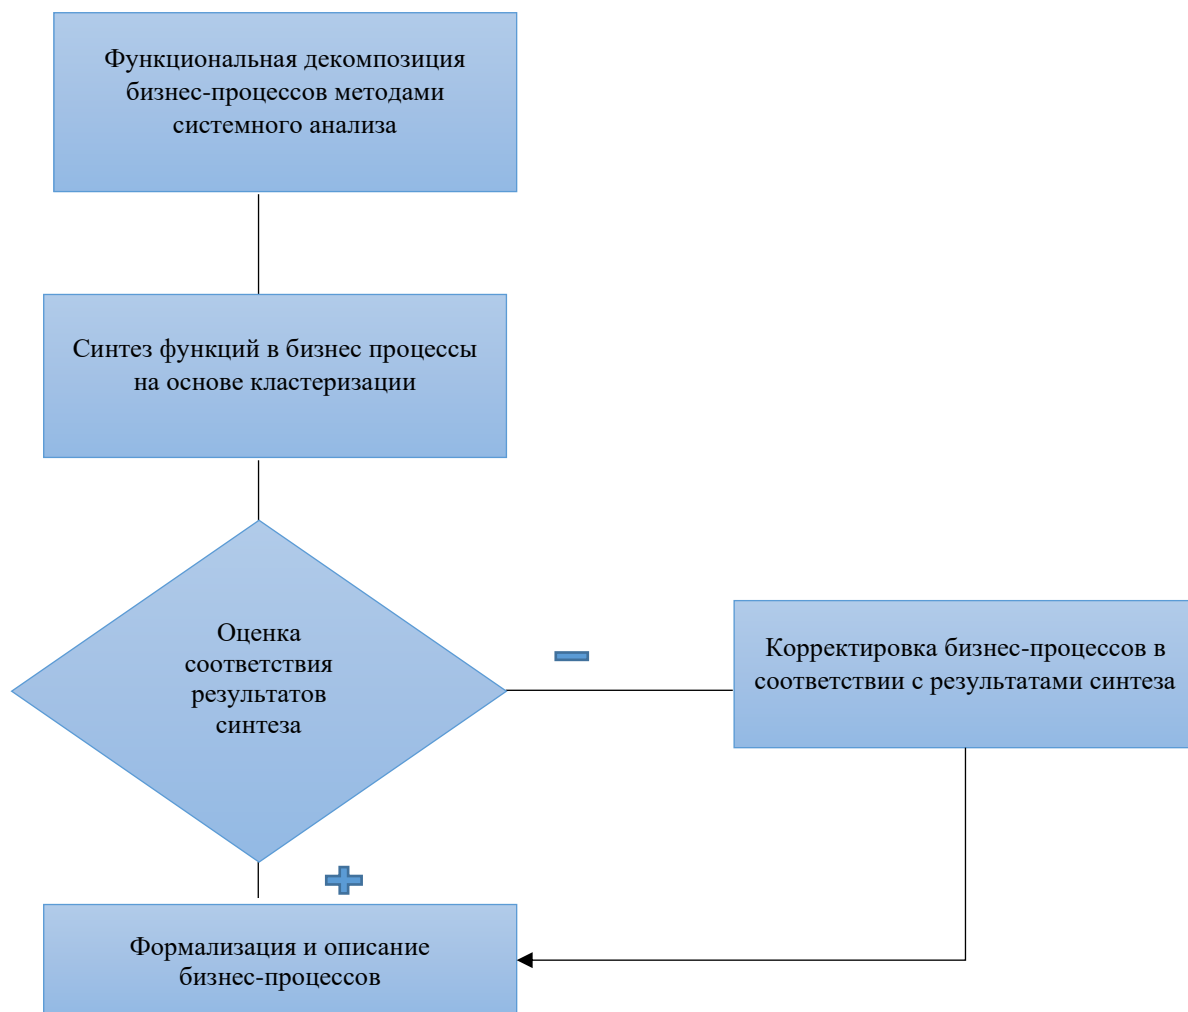 Функциональная декомпозиция
бизнес-процессов методами
системного анализа
Синтез функций в бизнес процессы
на основе кластеризации
Оценка
соответствия
результатов
синтеза
Корректировка бизнес-процессов в
соответствии с результатами синтеза
Формализация и описание
бизнес-процессов